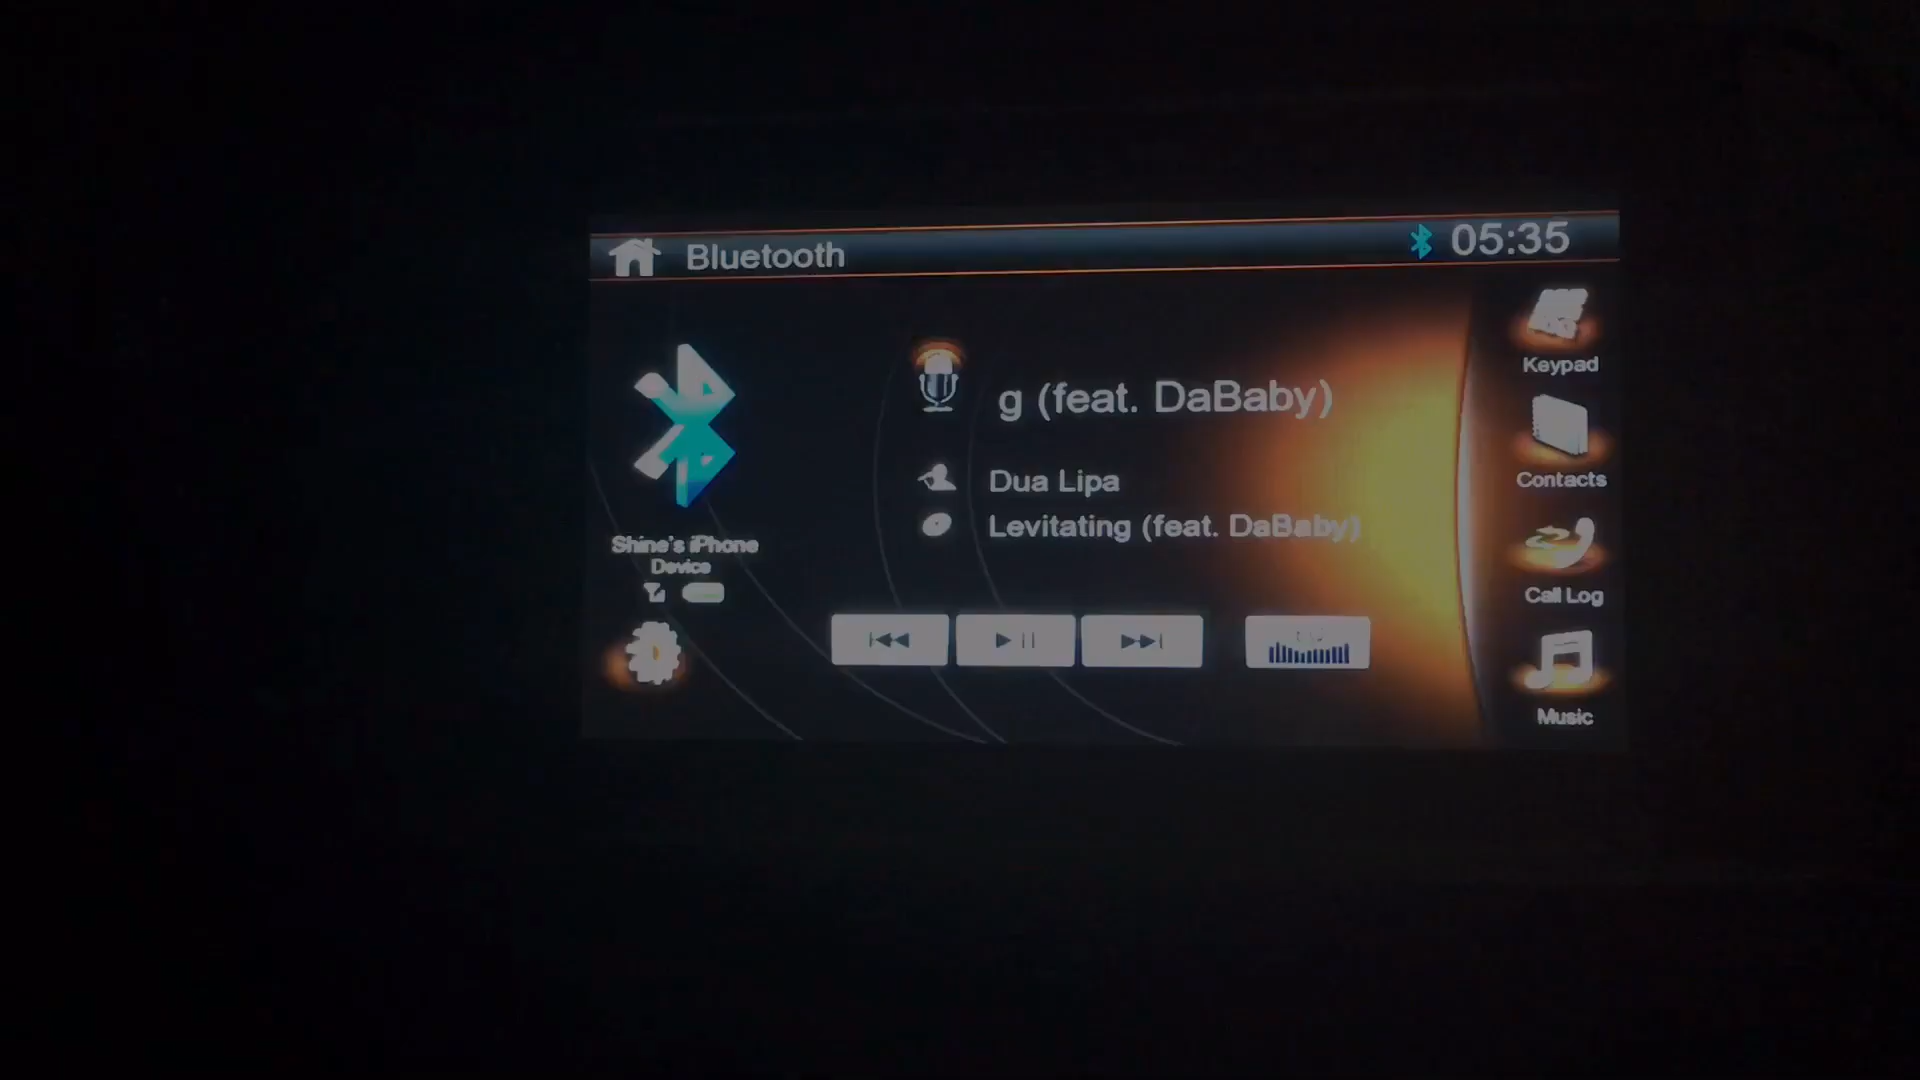 Bluetooth
05:35
Keypad
g (feat. DaBaby)
Contacts
Dua Lipa
Levitating (feat. DaBaby)
Shine's iPhone
Device
Call Log
Music